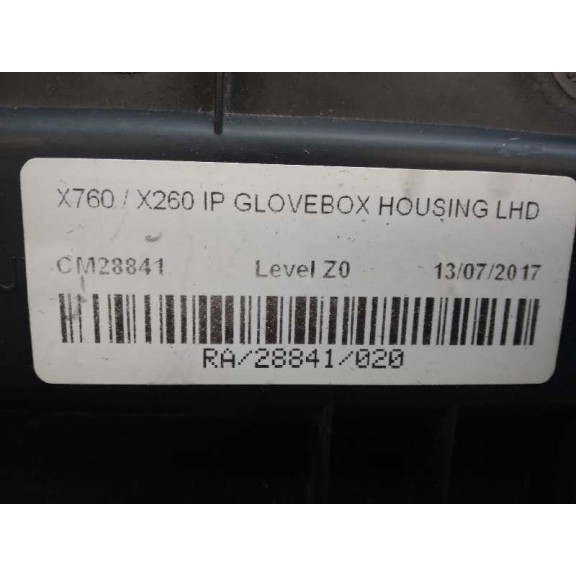 X760 / X260 IP GLOVEBOX HOUSING LHD
CM28841 Level Z0 13/07/2017
RA/28841/020